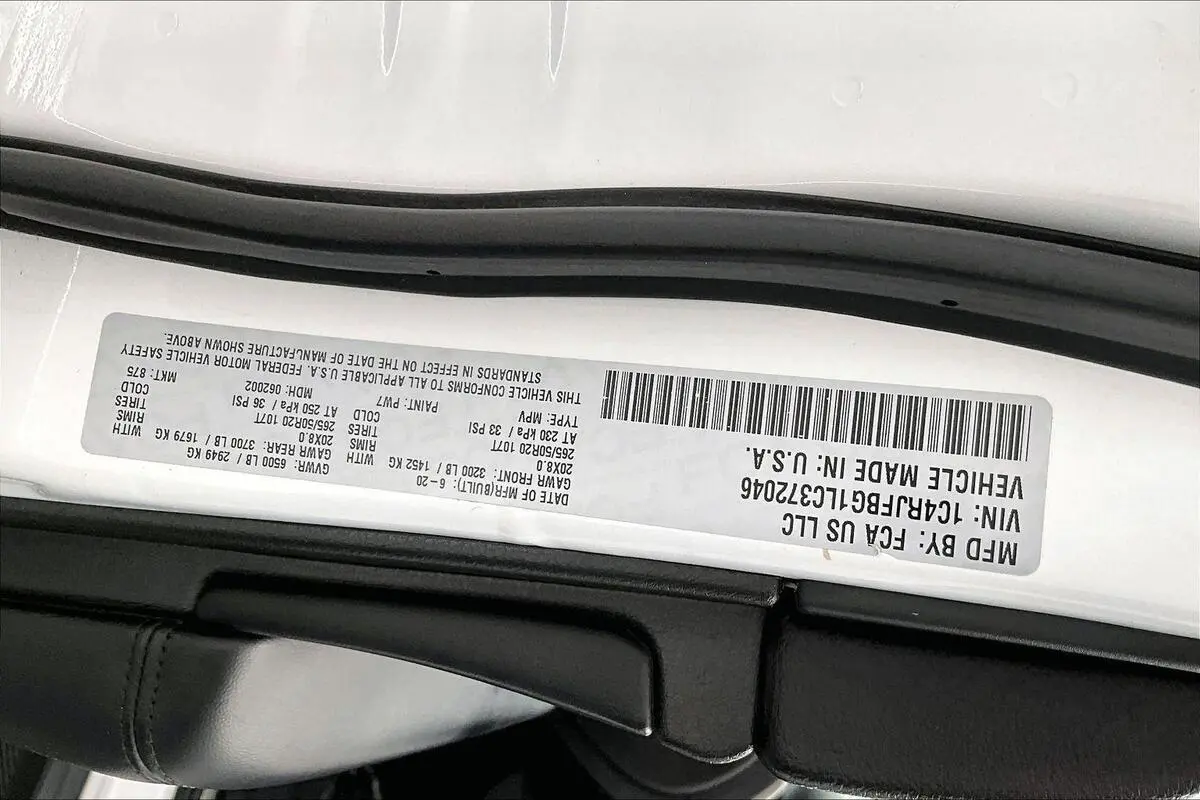 MFD BY: FCA US LLC
VIN: 1C4RJFBG1LC372046
VEHICLE MADE IN: U.S.A.
DATE OF MFR(BUILT): 6-20
GVWR: 6500 LB / 2949 KG
GAWR FRONT: 3200 LB / 1452 KG WITH
GAWR REAR: 3700 LB / 1679 KG WITH
20X8.0 RIMS
20X8.0 RIMS
265/50R20 107T TIRES
265/50R20 107T TIRES
AT 230 kPa / 33 PSI COLD
AT 250 kPa / 36 PSI COLD
TYPE: MPV PAINT: PW7 MDH: 062002 MKT: 875
THIS VEHICLE CONFORMS TO ALL APPLICABLE U.S.A. FEDERAL MOTOR VEHICLE SAFETY
STANDARDS IN EFFECT ON THE DATE OF MANUFACTURE SHOWN ABOVE.